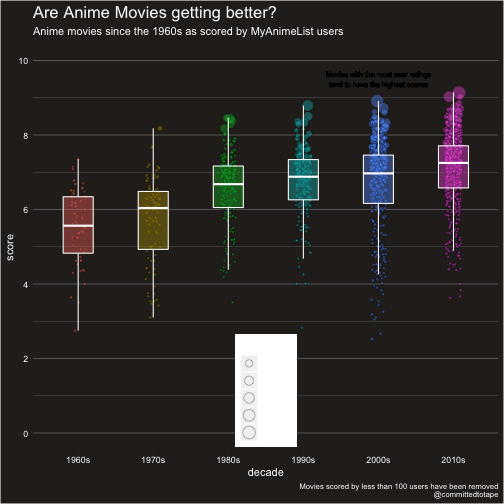 Are Anime Movies getting better?
Anime movies since the 1960s as scored by MyAnimeList users
10
Movies with the most user ratings
tend to have the highest scores
8
6
score
4
2
0
1960s 1970s 1980s 1990s 2000s 2010s
decade
Movies scored by less than 100 users have been removed
@committedtotape